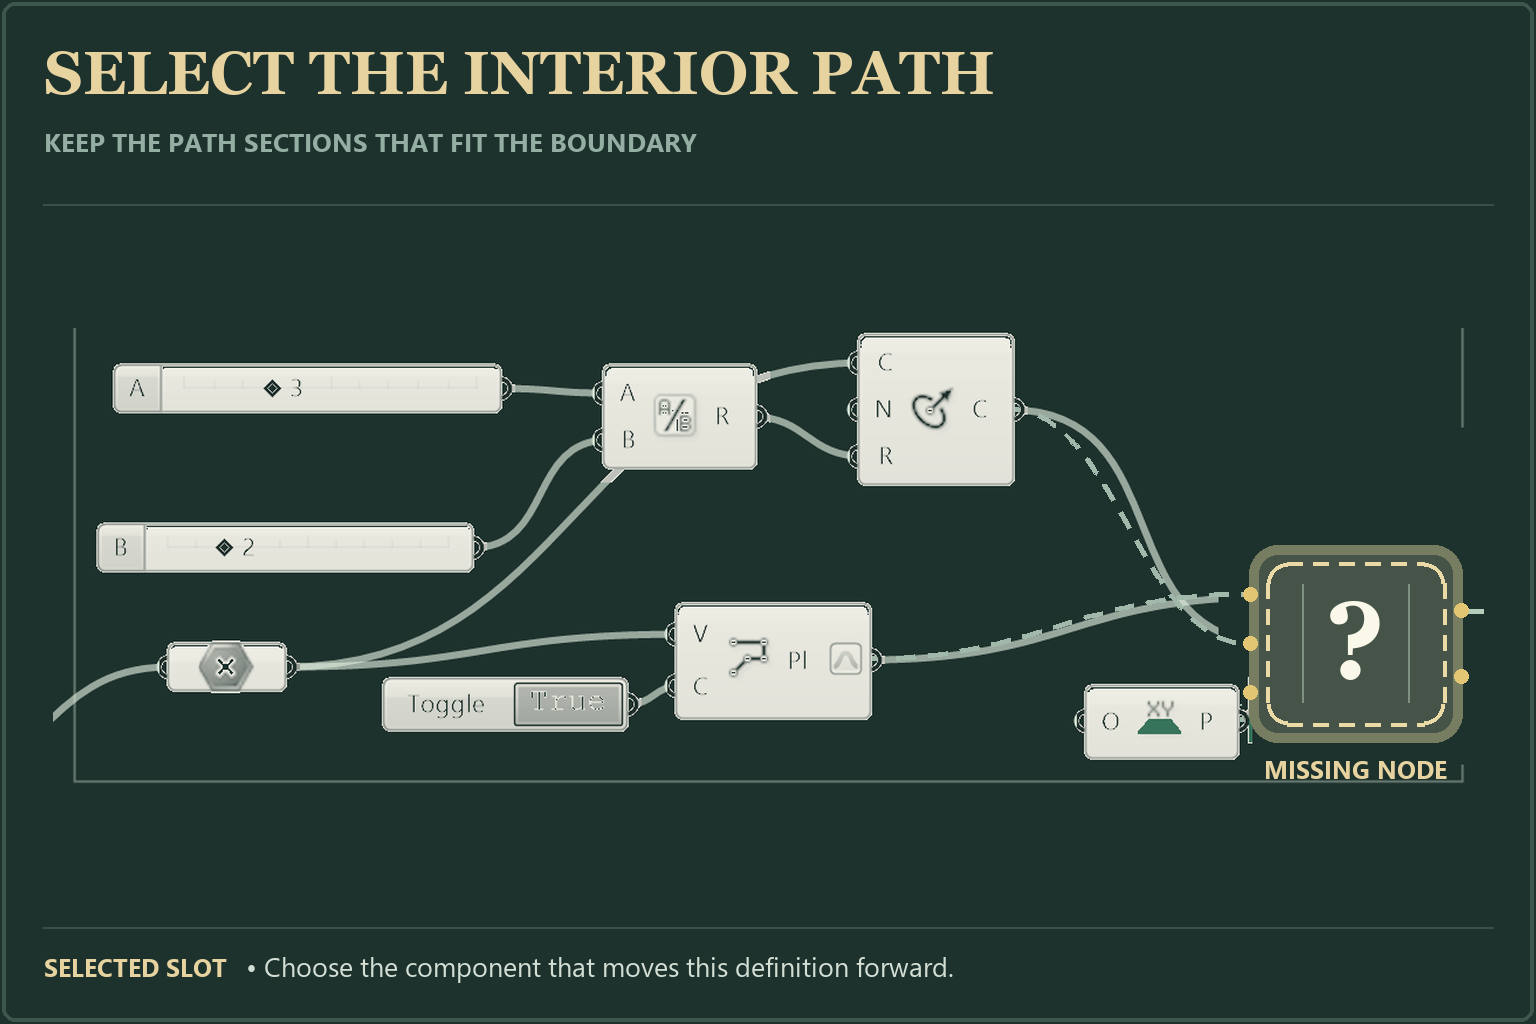 SELECT THE INTERIOR PATH
KEEP THE PATH SECTIONS THAT FIT THE BOUNDARY
A 3
A
B
A/B
R
C
N
R
C
B 2
V
C
Pl
Toggle True
O
XY
P
?
MISSING NODE
SELECTED SLOT • Choose the component that moves this definition forward.